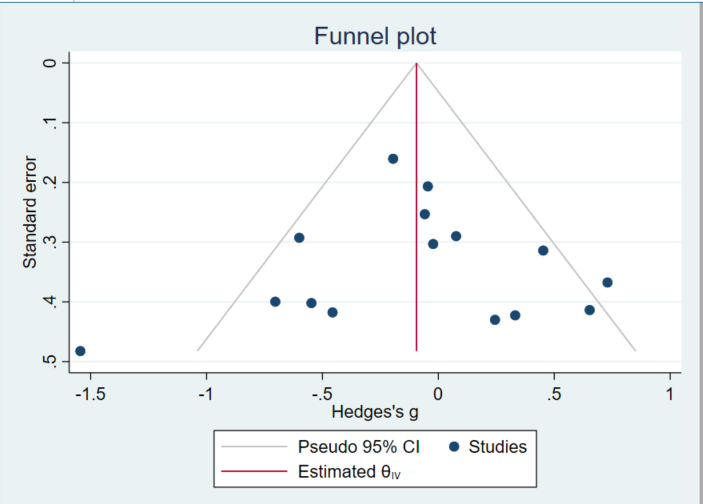 Funnel plot
Standard error
0
.1
.2
.3
.4
.5
-1.5
-1
-.5
0
.5
1
Hedges's g
Pseudo 95% CI
Studies
Estimated θIV